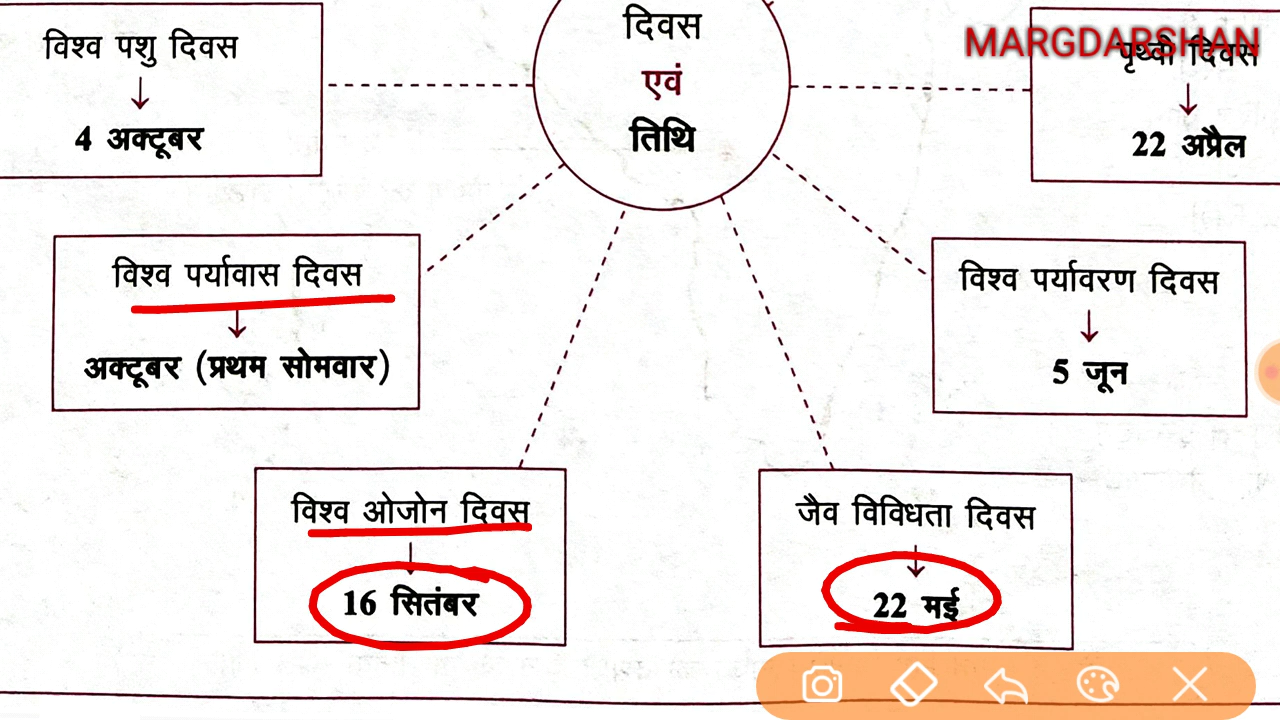 दिवस
एवं
तिथि
MARGDARSHAN
विश्व पशु दिवस
4 अक्टूबर
पृथ्वी दिवस
22 अप्रैल
विश्व पर्यावास दिवस
अक्टूबर (प्रथम सोमवार)
विश्व पर्यावरण दिवस
5 जून
विश्व ओजोन दिवस
16 सितंबर
जैव विविधता दिवस
22 मई